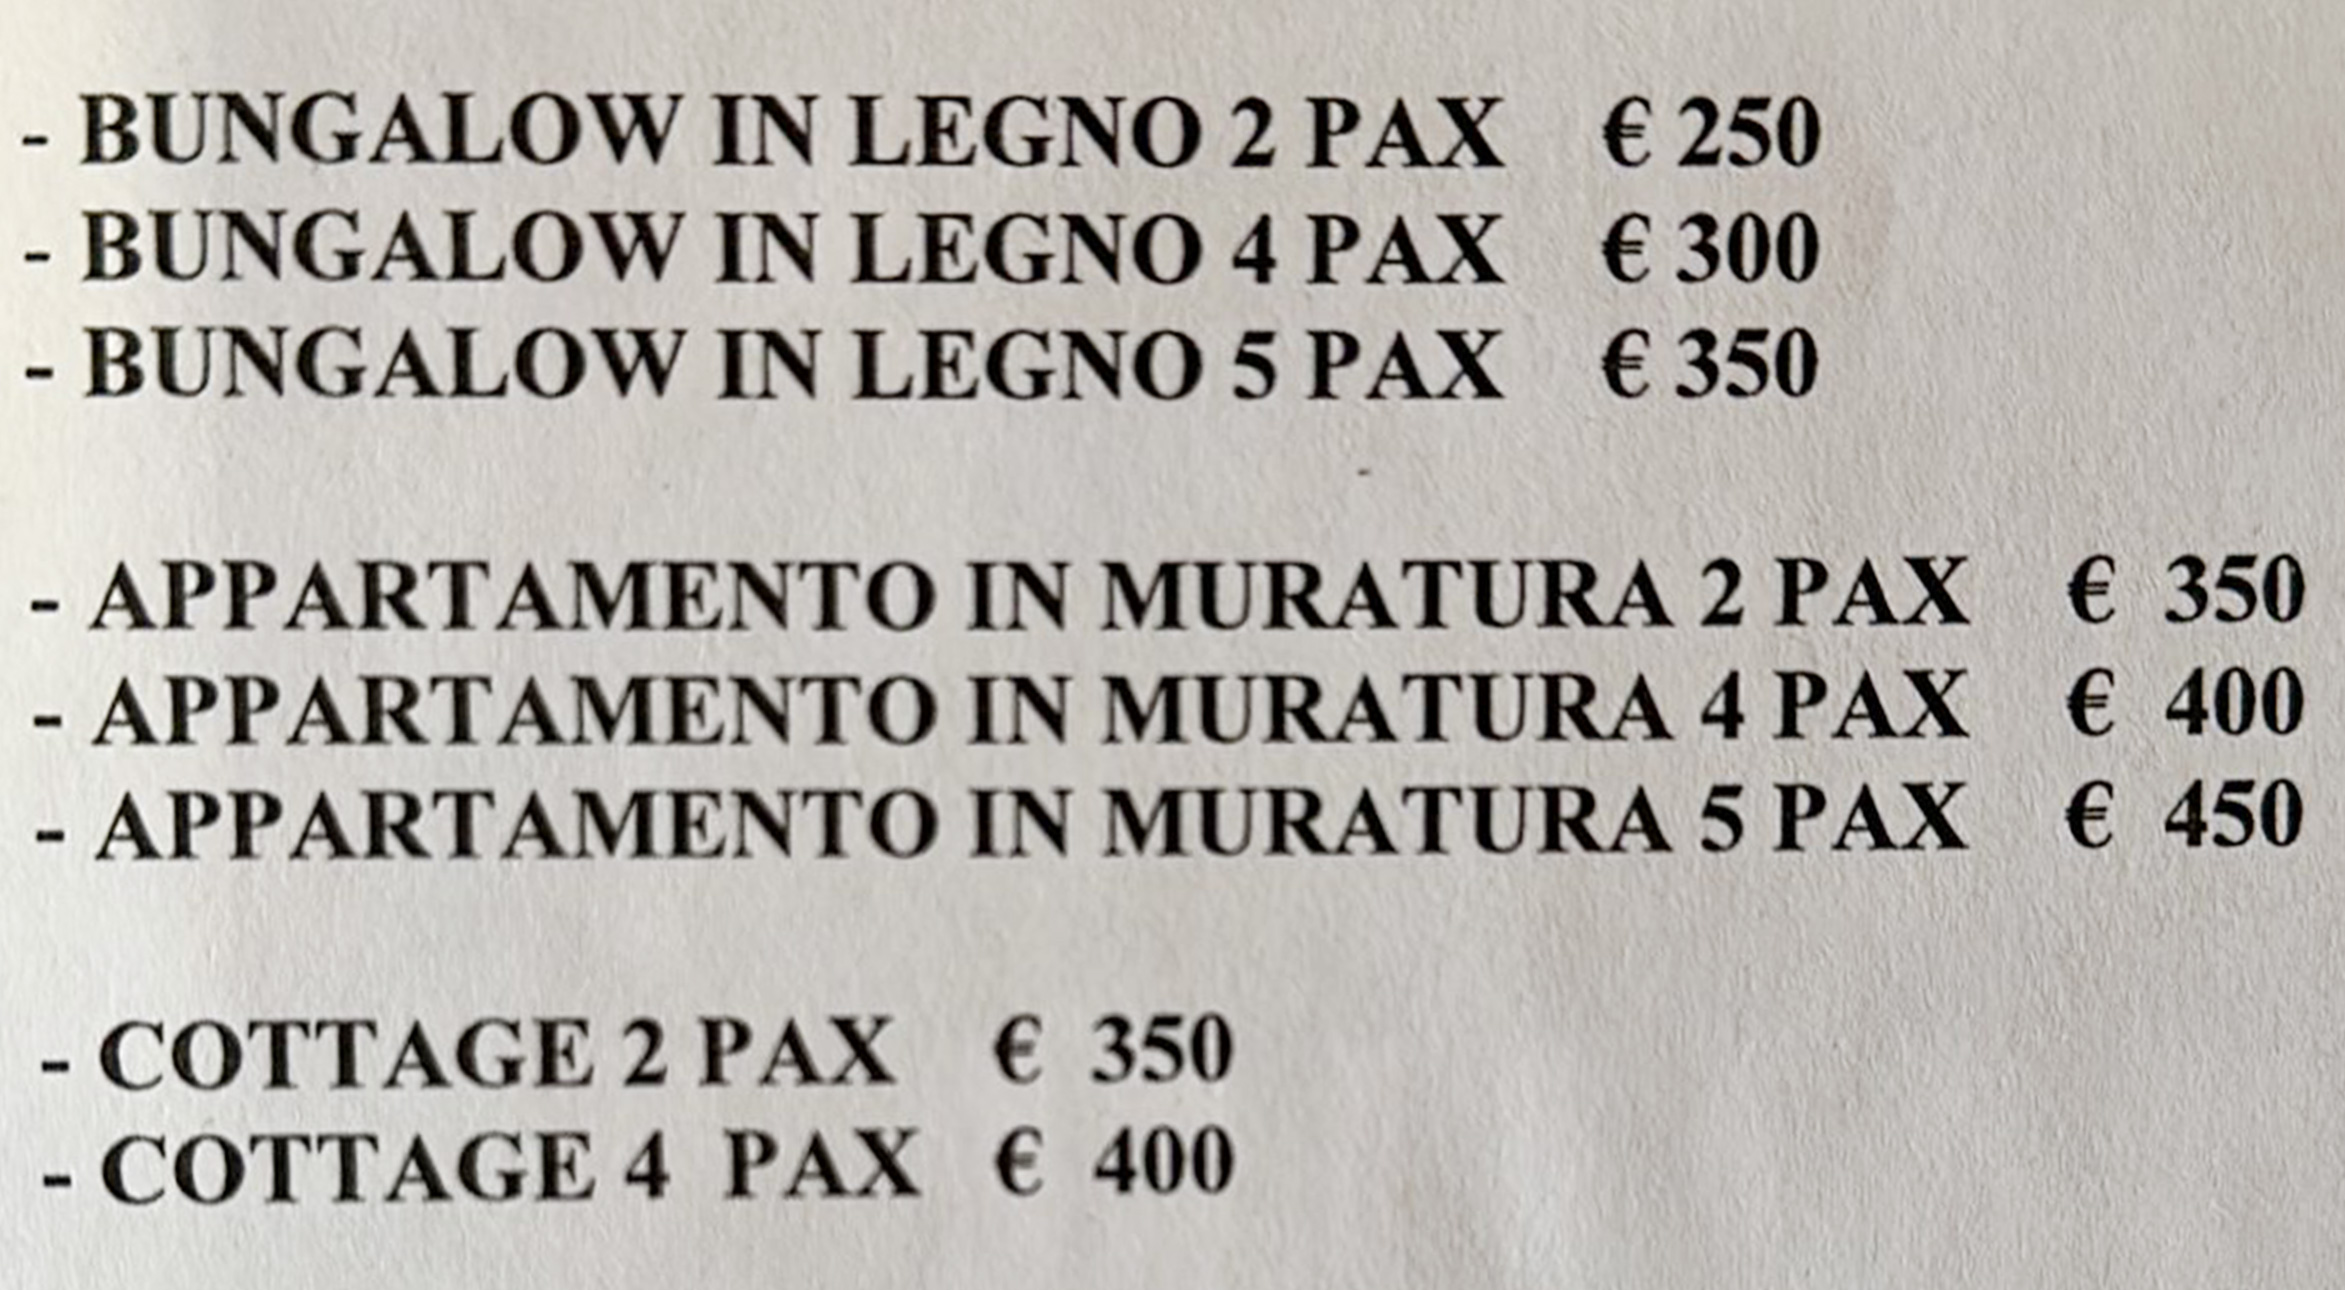 - BUNGALOW IN LEGNO 2 PAX € 250
- BUNGALOW IN LEGNO 4 PAX € 300
- BUNGALOW IN LEGNO 5 PAX € 350
- APPARTAMENTO IN MURATURA 2 PAX € 350
- APPARTAMENTO IN MURATURA 4 PAX € 400
- APPARTAMENTO IN MURATURA 5 PAX € 450
- COTTAGE 2 PAX € 350
- COTTAGE 4 PAX € 400